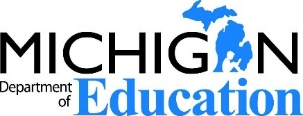 MICHIGAN
Department
of Education